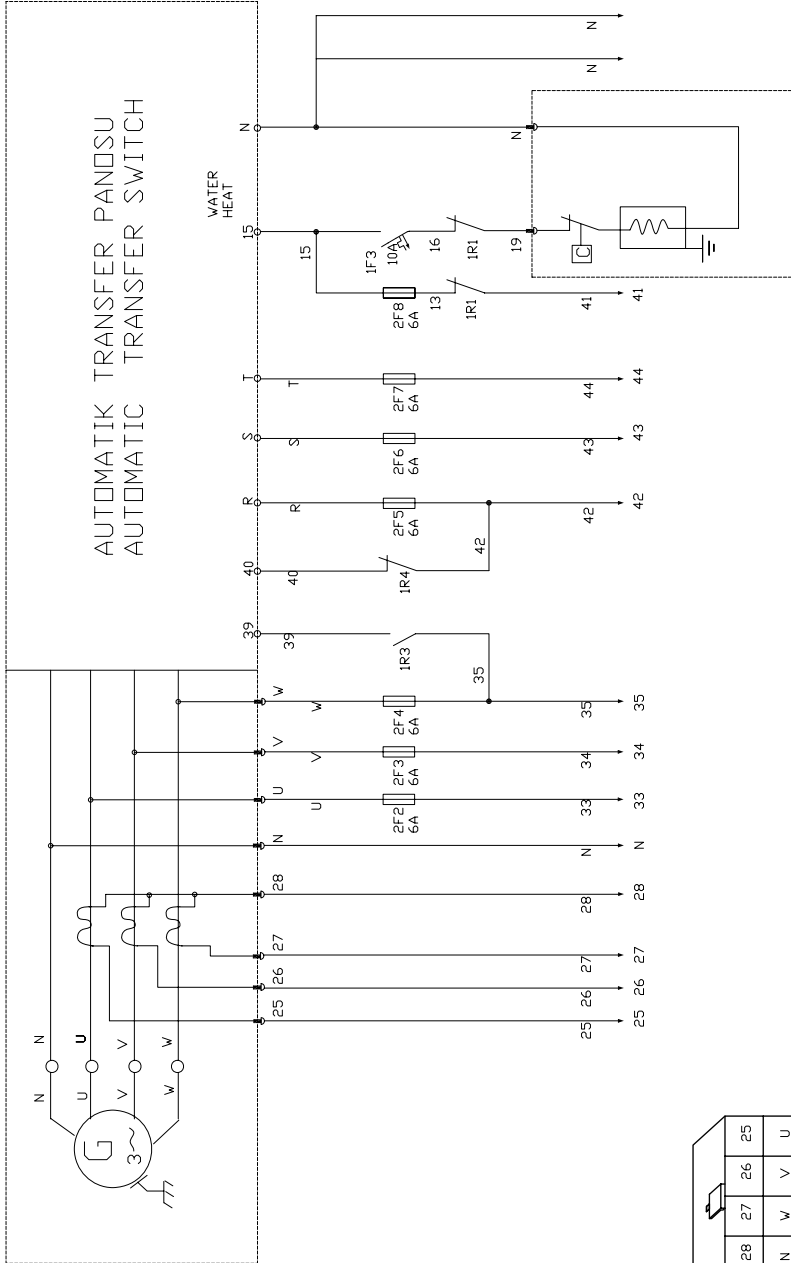 N N
U U
G
AUTOMATIK TRANSFER PANOSU
V V
3~
AUTOMATIC TRANSFER SWITCH
W W
WATER
HEAT
39 40 R S T 15 N
25 26 27 28 N U V W
39 40 R S T 15
U V W
2F2 2F3 2F4 1R3 1R4 2F5 2F6 2F7 2F8 1F3
6A 6A 6A 6A 6A 6A 6A 10A
13 16
1R1 1R1
35 42
19 N
C
25 26 27 28 N 33 34 35 42 43 44 41 N N
25 26 27 28 N 33 34 35 42 43 44 41
28 27 26 25
N W V U